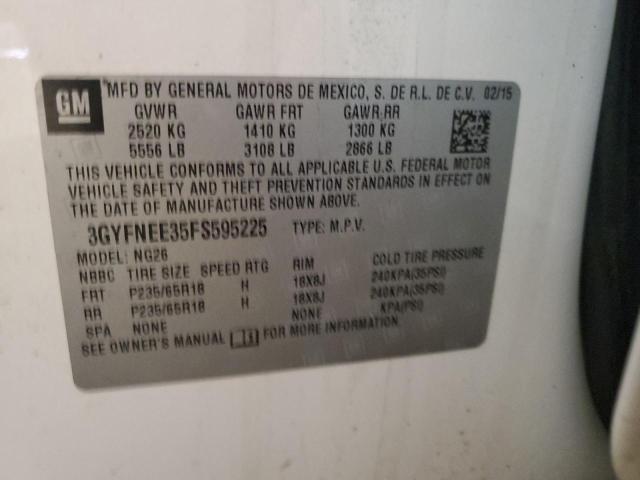 GM
MFD BY GENERAL MOTORS DE MEXICO, S. DE R.L. DE C.V. 02/15
GVWR GAWR FRT GAWR RR
2520 KG 1410 KG 1300 KG
5556 LB 3108 LB 2866 LB
THIS VEHICLE CONFORMS TO ALL APPLICABLE U.S. FEDERAL MOTOR
VEHICLE SAFETY AND THEFT PREVENTION STANDARDS IN EFFECT ON
THE DATE OF MANUFACTURE SHOWN ABOVE.
3GYFNEE35FS595225 TYPE: M.P.V.
MODEL: NG26
NBBC TIRE SIZE SPEED RTG RIM COLD TIRE PRESSURE
FRT P235/65R18 H 18X8J 240KPA(35PSI)
RR P235/65R18 H 18X8J 240KPA(35PSI)
SPA NONE NONE KPA(PSI)
SEE OWNER'S MANUAL FOR MORE INFORMATION.